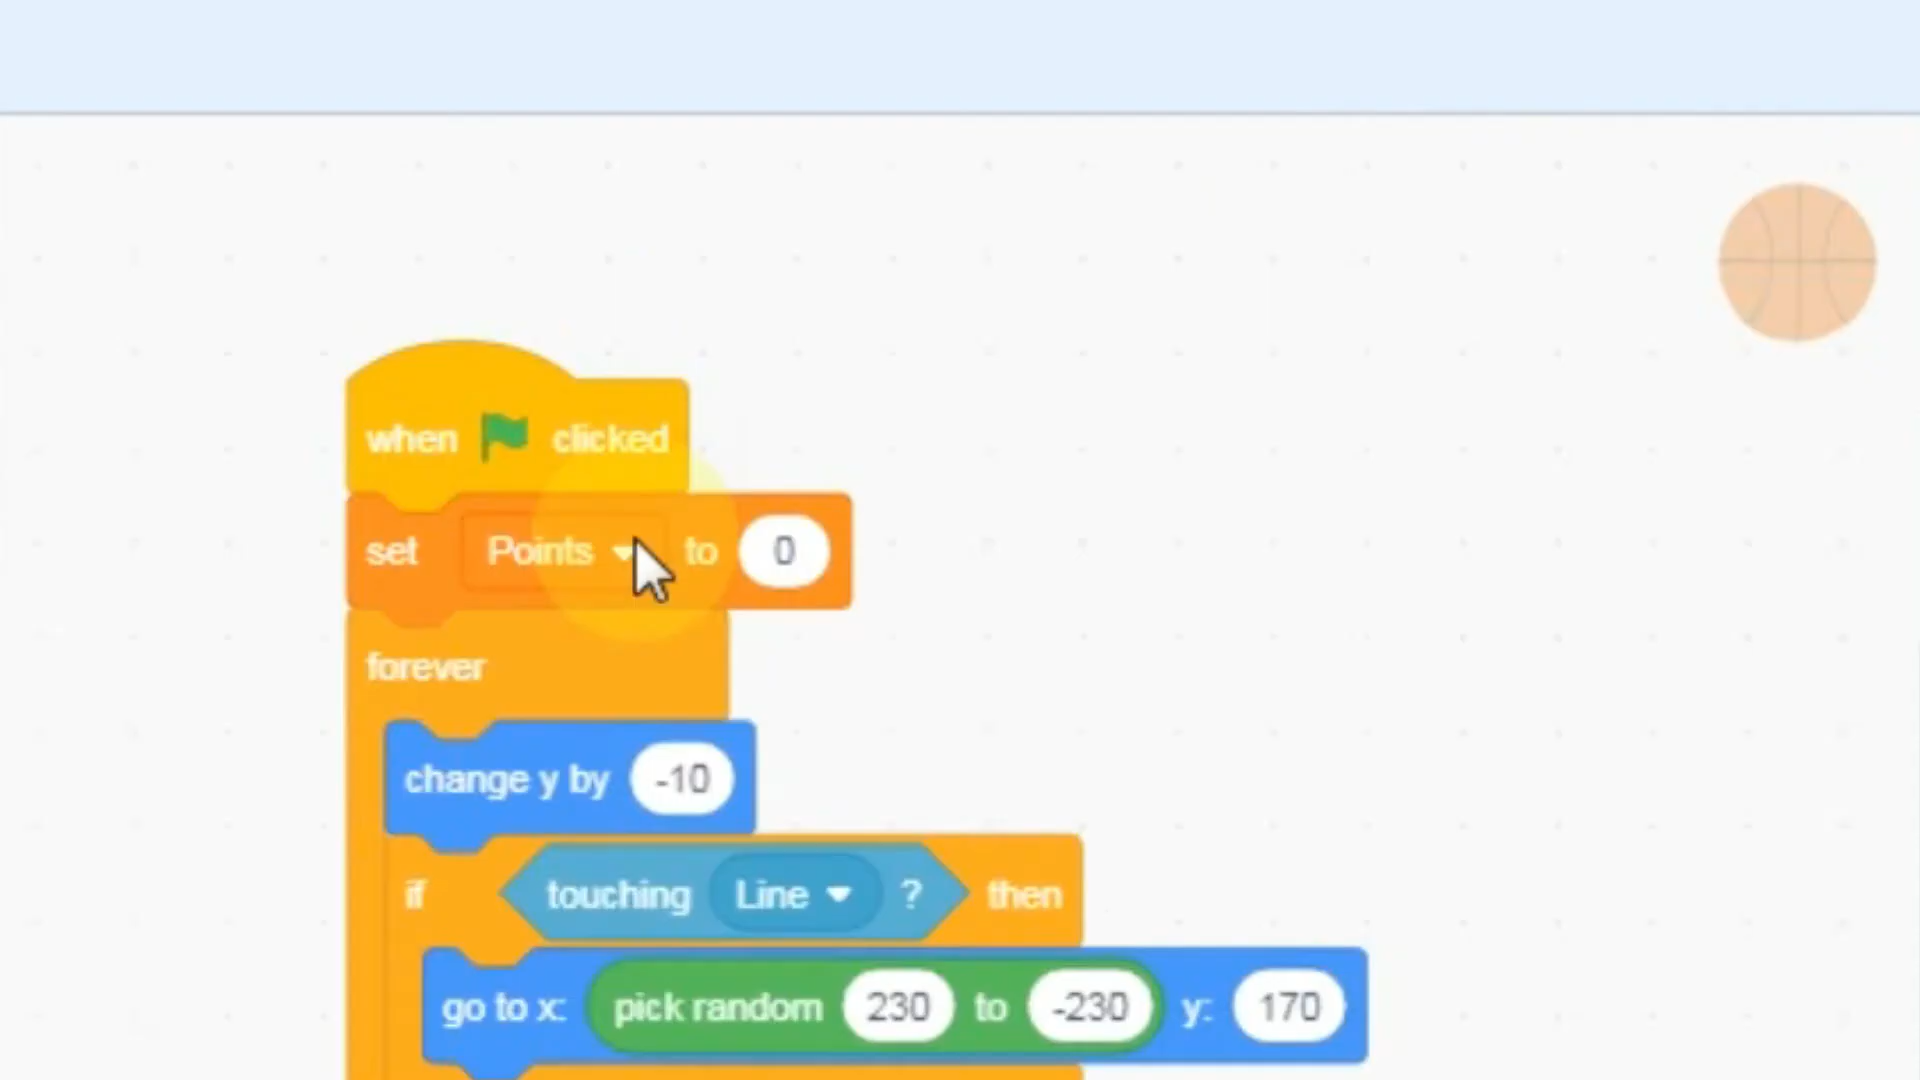 when clicked
set Points to 0
forever
change y by -10
if touching Line ? then
go to x: pick random 230 to -230 y: 170